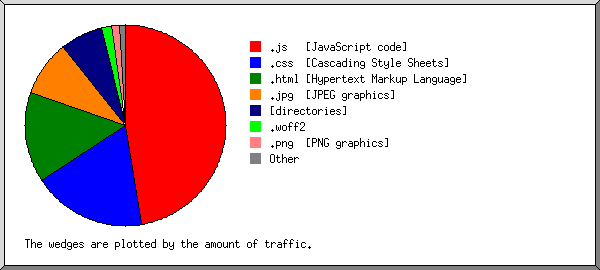 .js [JavaScript code]
.css [Cascading Style Sheets]
.html [Hypertext Markup Language]
.jpg [JPEG graphics]
[directories]
.woff2
.png [PNG graphics]
Other
The wedges are plotted by the amount of traffic.